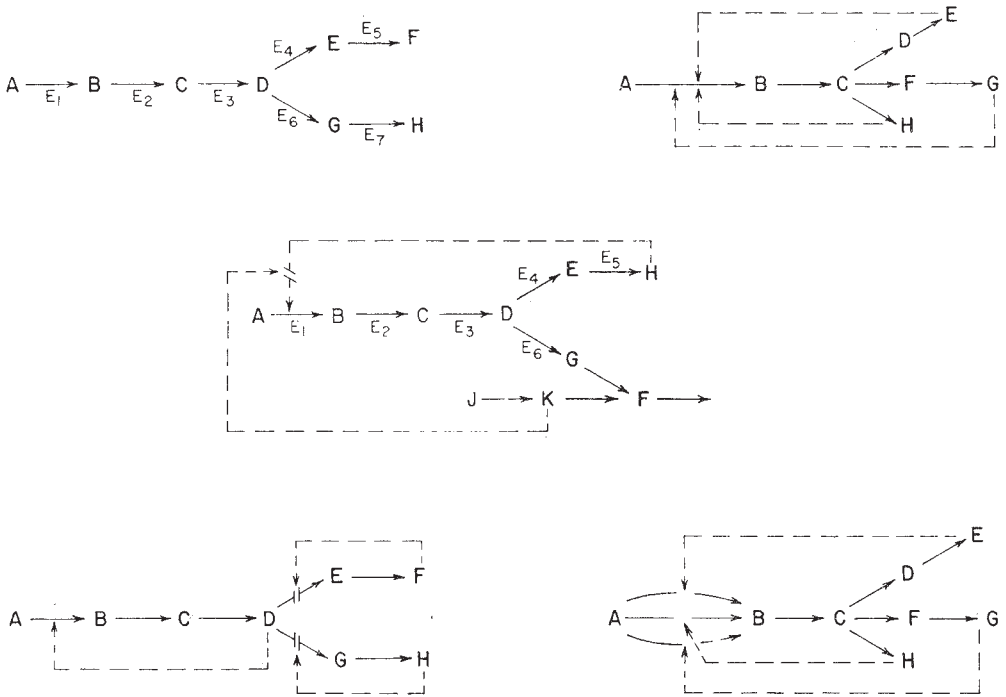 E₄ E E₅ F
A E₁ B E₂ C E₃ D
E₆ G E₇ H
E
D
A B C F G
H
E₄ E E₅ H
A E₁ B E₂ C E₃ D
E₆ G
J K F
E F
A B C D
G H
E
D
A B C F G
H